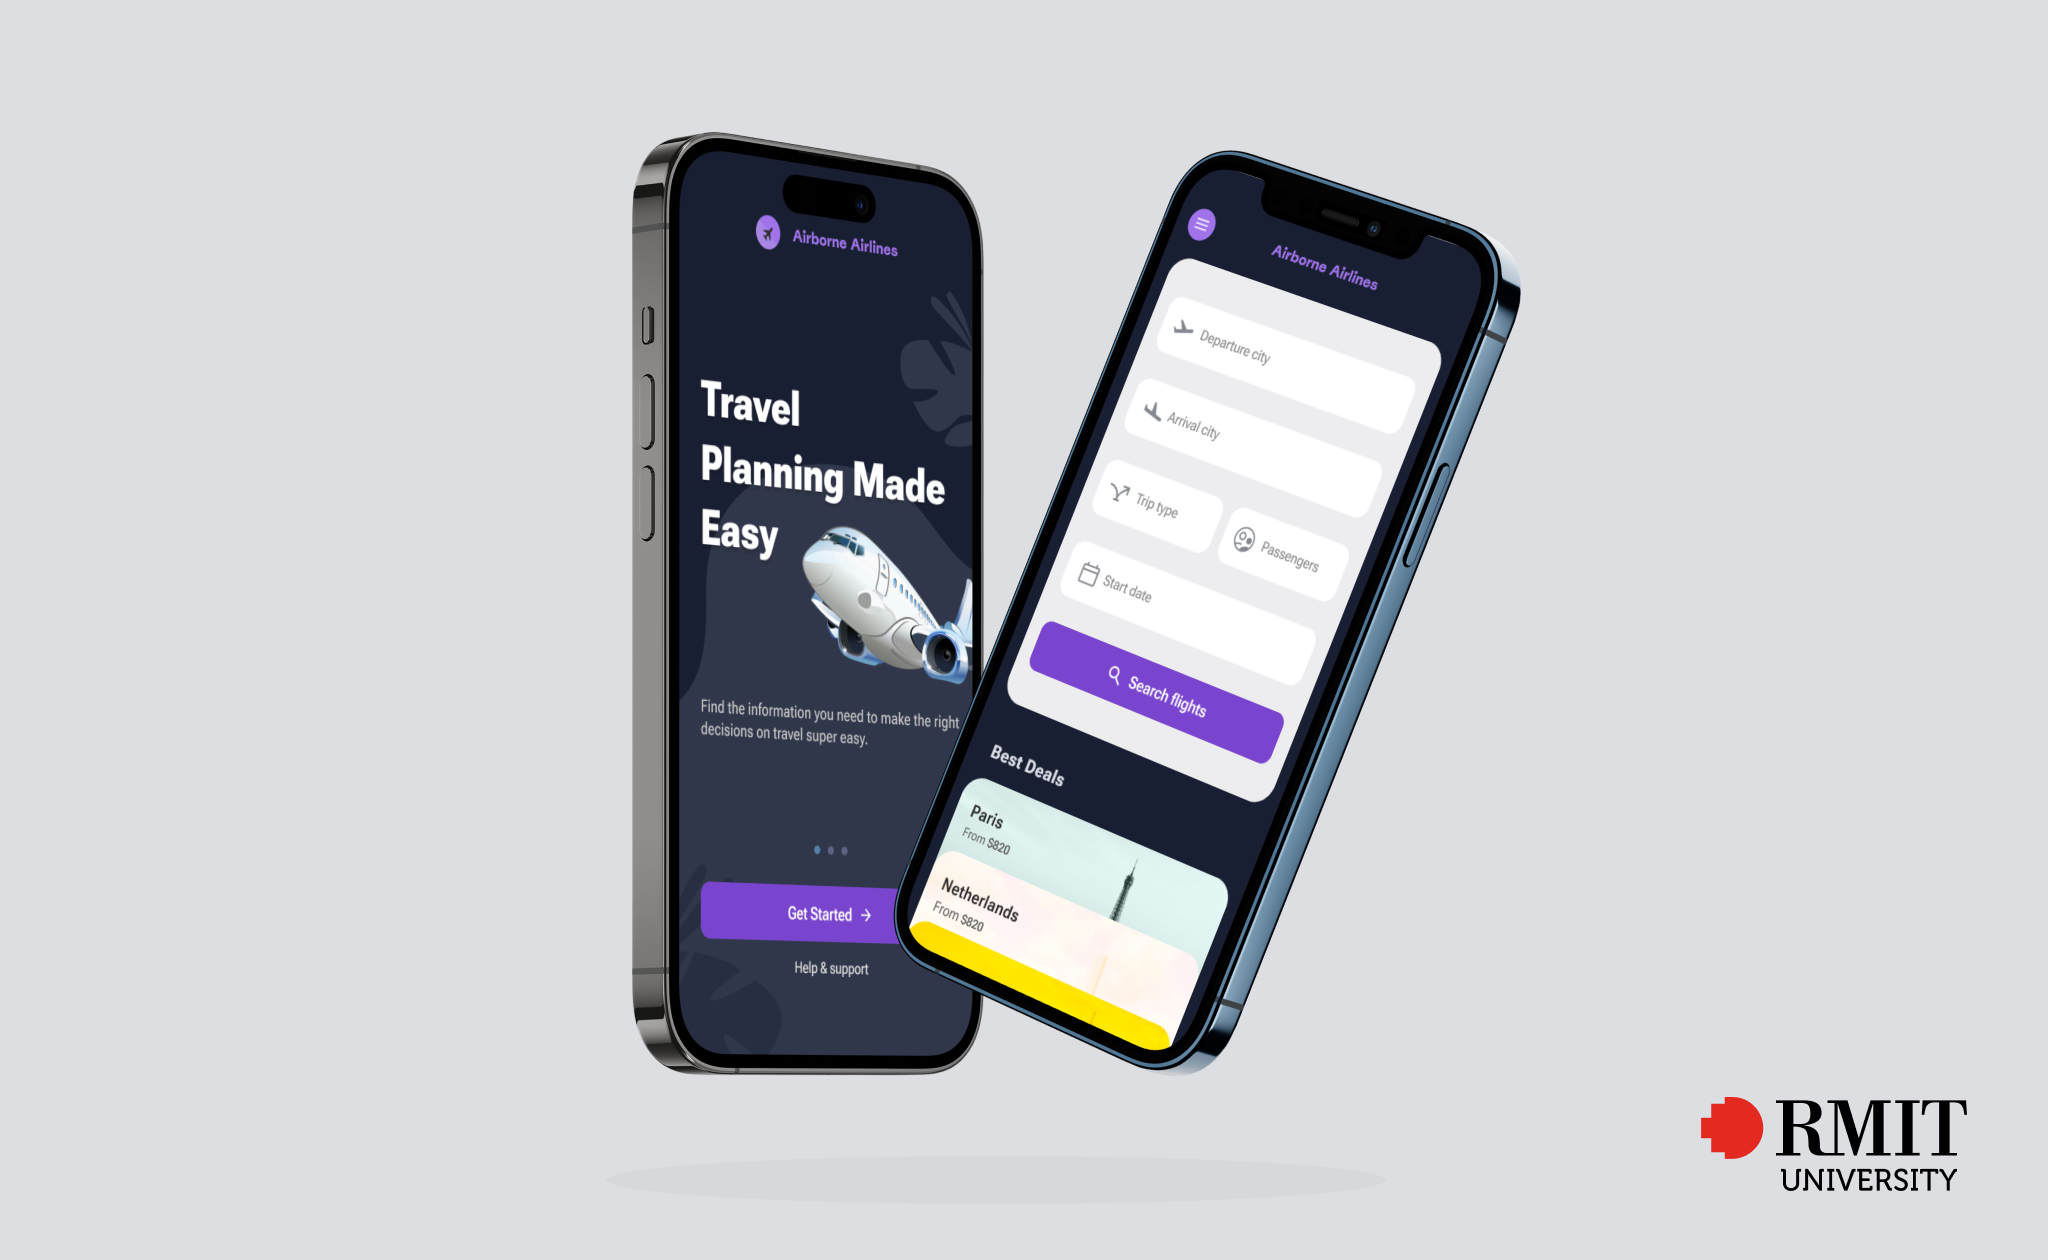 Airborne Airlines
Travel
Planning Made
Easy
Find the information you need to make the right
decisions on travel super easy.
Get Started
Help & support
Airborne Airlines
Departure city
Arrival city
Trip type
Passengers
Start date
Search flights
Best Deals
Paris
From $820
Netherlands
From $820
RMIT
UNIVERSITY